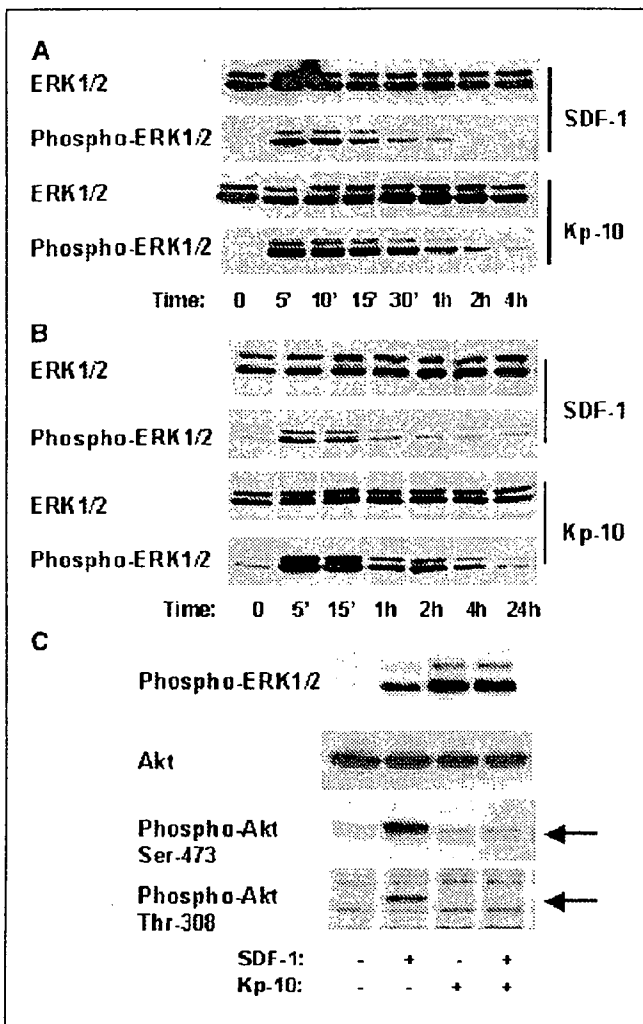 A
ERK1/2
SDF-1
Phospho-ERK1/2
ERK1/2
Kp-10
Phospho-ERK1/2
Time: 0 5' 10' 15' 30' 1h 2h 4h
B
ERK1/2
SDF-1
Phospho-ERK1/2
ERK1/2
Kp-10
Phospho-ERK1/2
Time: 0 5' 15' 1h 2h 4h 24h
C
Phospho-ERK1/2
Akt
Phospho-Akt
Ser-473
Phospho-Akt
Thr-308
SDF-1: - + - +
Kp-10: - - + +